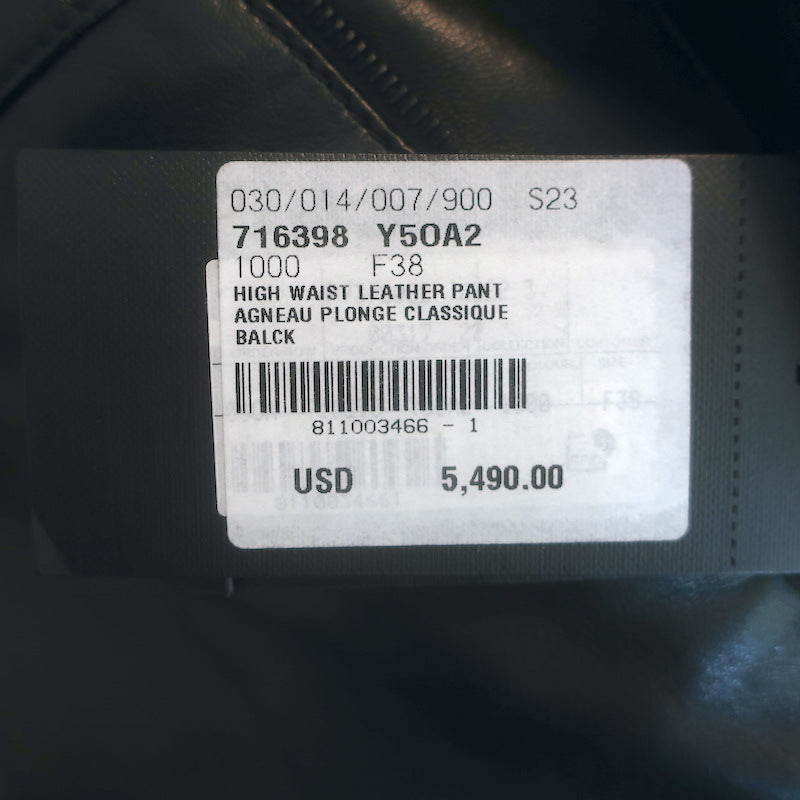 030/014/007/900 S23
716398 Y5OA2
1000 F38
HIGH WAIST LEATHER PANT
AGNEAU PLONGE CLASSIQUE
BALCK
811003466 - 1
USD 5,490.00